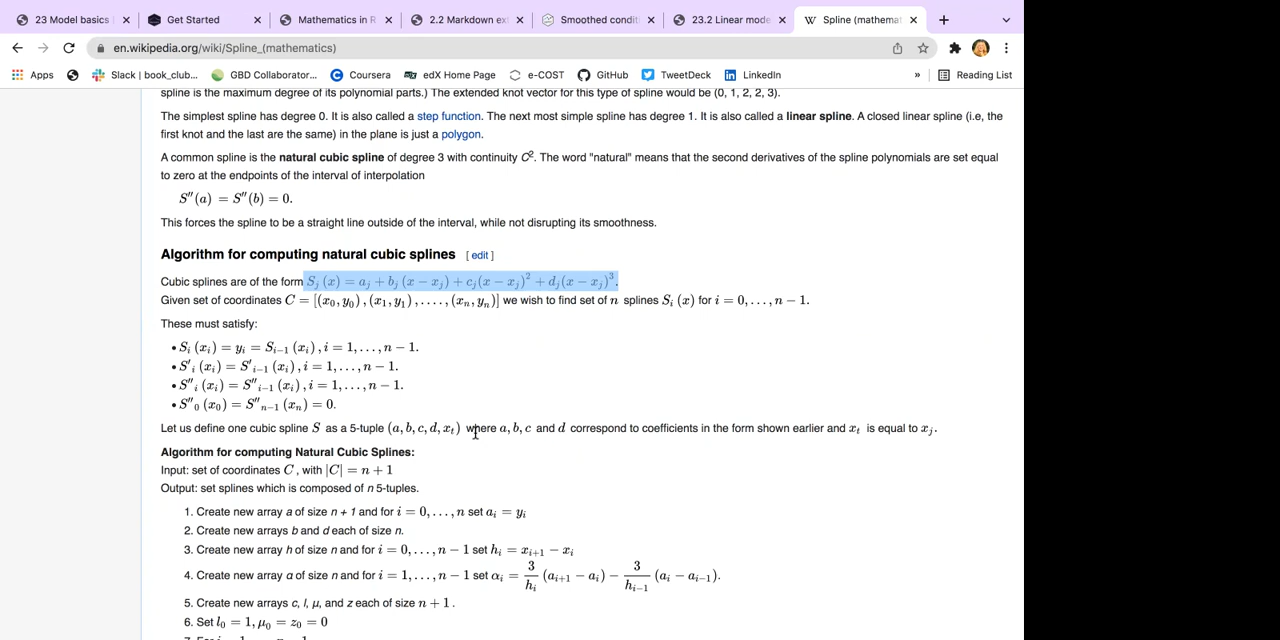 23 Model basics
Get Started
Mathematics in R
2.2 Markdown ex
Smoothed condit
23.2 Linear mode
Spline (mathemat
en.wikipedia.org/wiki/Spline_(mathematics)
Apps
Slack | book_club...
GBD Collaborator...
Coursera
edX Home Page
e-COST
GitHub
TweetDeck
LinkedIn
»
Reading List
spline is the maximum degree of its polynomial parts.) The extended knot vector for this type of spline would be (0, 1, 2, 2, 3).
The simplest spline has degree 0. It is also called a step function. The next most simple spline has degree 1. It is also called a linear spline. A closed linear spline (i.e, the
first knot and the last are the same) in the plane is just a polygon.
A common spline is the natural cubic spline of degree 3 with continuity C². The word "natural" means that the second derivatives of the spline polynomials are set equal
to zero at the endpoints of the interval of interpolation
S″(a) = S″(b) = 0.
This forces the spline to be a straight line outside of the interval, while not disrupting its smoothness.
Algorithm for computing natural cubic splines [ edit ]
Cubic splines are of the form S_j (x) = a_j + b_j (x − x_j) + c_j(x − x_j)² + d_j(x − x_j)³.
Given set of coordinates C = [(x₀, y₀), (x₁, y₁), . . . . , (xₙ, yₙ)] we wish to find set of n splines Sᵢ (x) for i = 0, . . . , n − 1.
These must satisfy:
• Sᵢ (xᵢ) = yᵢ = Sᵢ₋₁ (xᵢ) , i = 1, . . . , n − 1.
• S′ᵢ (xᵢ) = S′ᵢ₋₁ (xᵢ) , i = 1, . . . , n − 1.
• S″ᵢ (xᵢ) = S″ᵢ₋₁ (xᵢ) , i = 1, . . . , n − 1.
• S″₀ (x₀) = S″ₙ₋₁ (xₙ) = 0.
Let us define one cubic spline S as a 5-tuple (a, b, c, d, x_t) where a, b, c and d correspond to coefficients in the form shown earlier and x_t is equal to x_j.
Algorithm for computing Natural Cubic Splines:
Input: set of coordinates C , with |C| = n + 1
Output: set splines which is composed of n 5-tuples.
1. Create new array a of size n + 1 and for i = 0, . . . , n set aᵢ = yᵢ
2. Create new arrays b and d each of size n.
3. Create new array h of size n and for i = 0, . . . , n − 1 set hᵢ = xᵢ₊₁ − xᵢ
4. Create new array α of size n and for i = 1, . . . , n − 1 set αᵢ = 3/hᵢ (aᵢ₊₁ − aᵢ) − 3/hᵢ₋₁ (aᵢ − aᵢ₋₁).
5. Create new arrays c, l, μ, and z each of size n + 1.
6. Set l₀ = 1, μ₀ = z₀ = 0